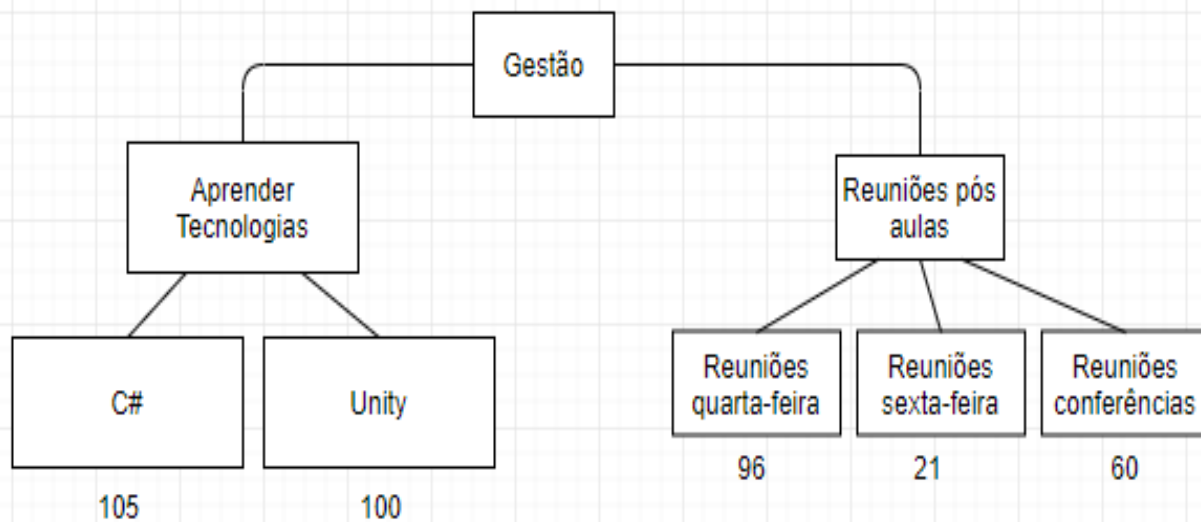 Gestão
Aprender
Tecnologias
Reuniões pós
aulas
C#
Unity
Reuniões
quarta-feira
Reuniões
sexta-feira
Reuniões
conferências
96
21
60
105
100